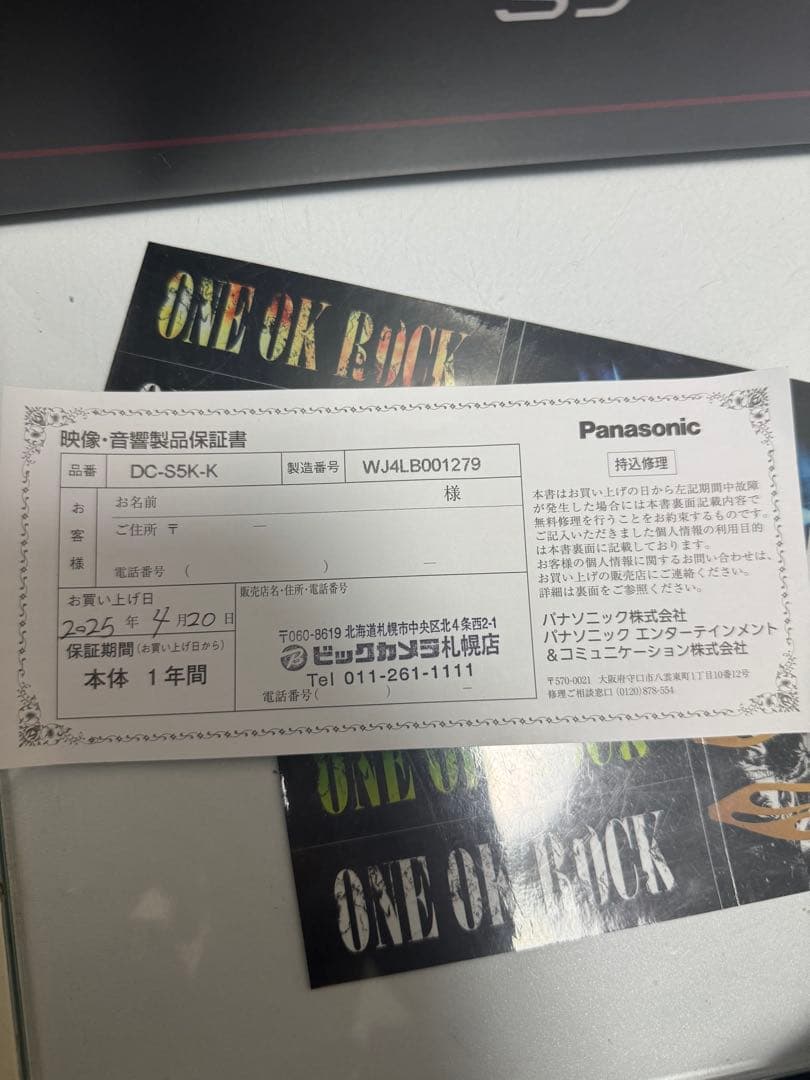 S5
ONE OK ROCK
映像・音響製品保証書
Panasonic
品番 DC-S5K-K 製造番号 WJ4LB001279
持込修理
お客様
お名前 様
ご住所 〒 ―
電話番号 ( ) ―
お買い上げ日
2025 年 4 月 20 日
保証期間 (お買い上げ日から)
本体 1年間
販売店名・住所・電話番号
〒060-8619 北海道札幌市中央区北4条西2-1
ビックカメラ札幌店
Tel 011-261-1111
電話番号( ) ―
本書はお買い上げの日から左記期間中故障
が発生した場合には本書裏面記載内容で
無料修理を行うことをお約束するものです。
ご記入いただきました個人情報の利用目的
は本書裏面に記載しております。
お客様の個人情報に関するお問い合わせは、
お買い上げの販売店にご連絡ください。
詳細は裏面をご参照ください。
パナソニック株式会社
パナソニック エンターテインメント
&コミュニケーション株式会社
〒570-0021 大阪府守口市八雲東町1丁目10番12号
修理ご相談窓口 (0120)878-554
ONE OK ROCK
ONE OK ROCK